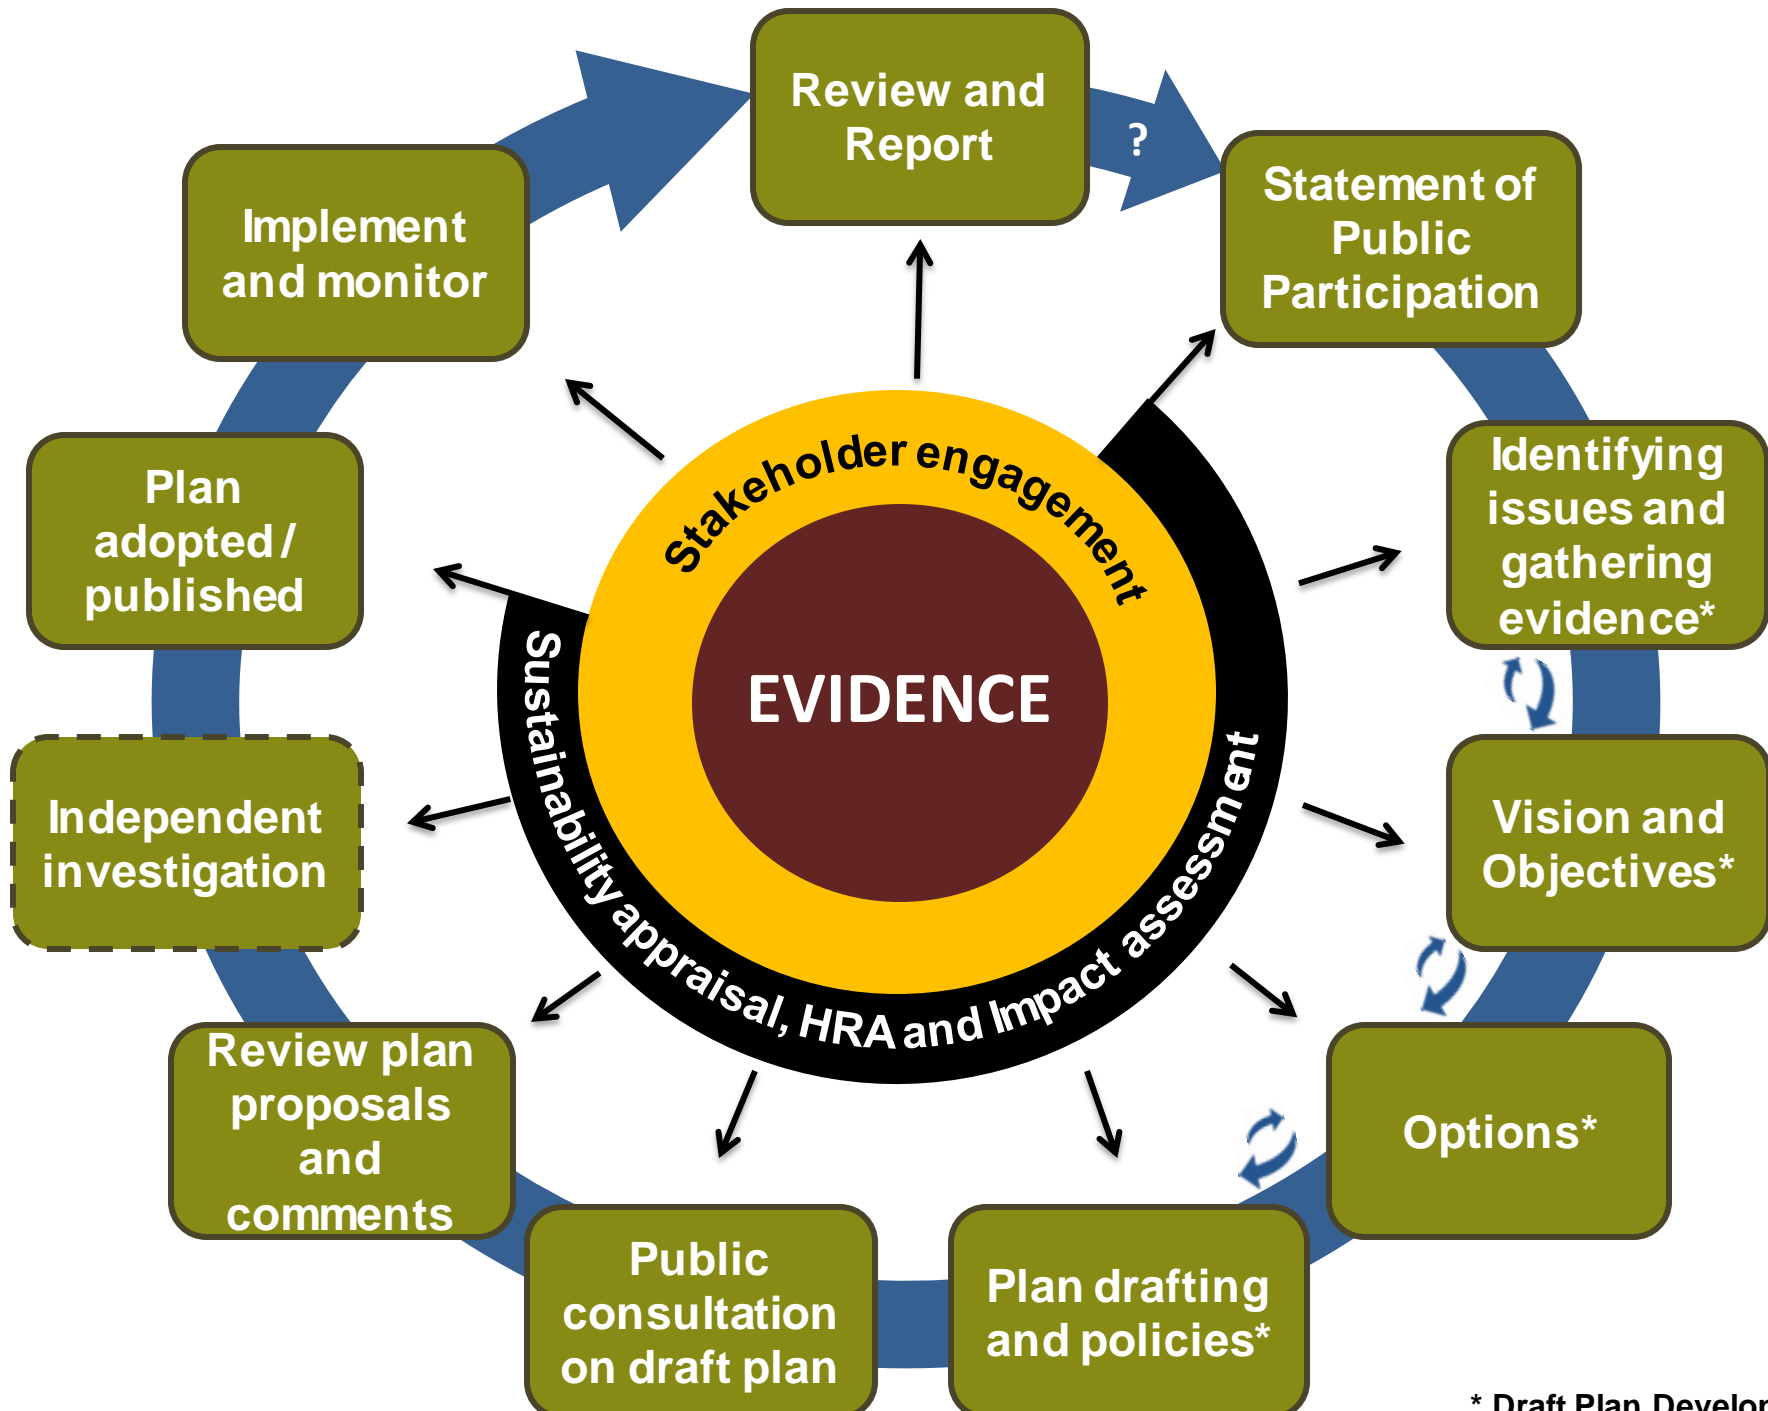 Review and
Report
?
Statement of
Public
Participation
Identifying
issues and
gathering
evidence*
Vision and
Objectives*
Options*
Plan drafting
and policies*
Public
consultation
on draft plan
Review plan
proposals
and
comments
Independent
investigation
Plan
adopted /
published
Implement
and monitor
Stakeholder engagement
EVIDENCE
Sustainability appraisal, HRA and Impact assessment
* Draft Plan